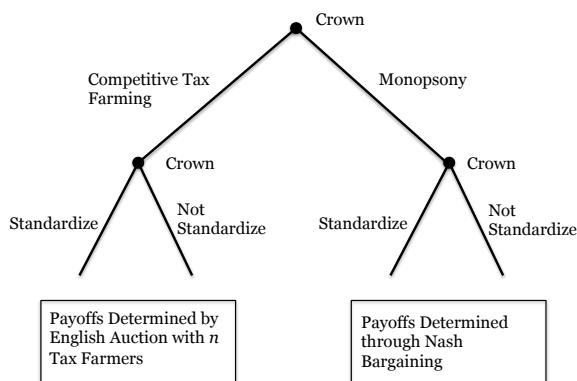 Crown
Competitive Tax
Farming
Monopsony
Crown
Crown
Standardize
Not
Standardize
Standardize
Not
Standardize
Payoffs Determined by
English Auction with n
Tax Farmers
Payoffs Determined
through Nash
Bargaining